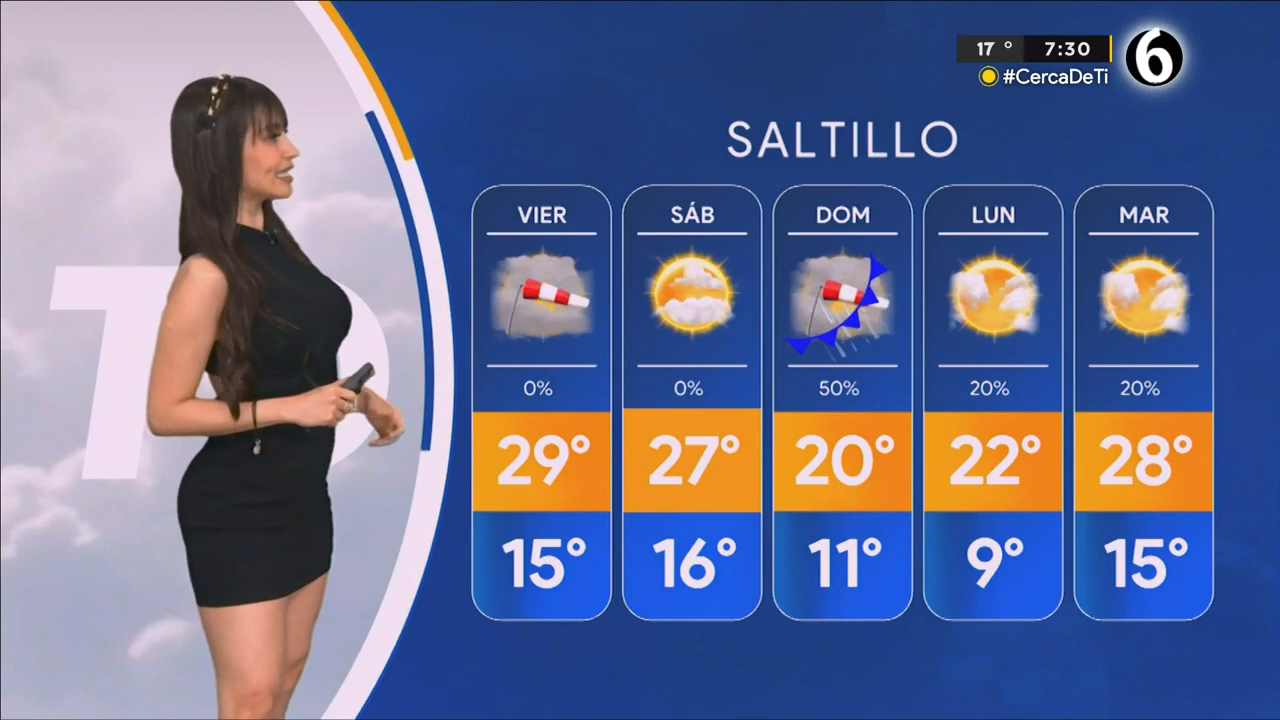 17 ° 7:30
#CercaDeTi
6
SALTILLO
VIER SÁB DOM LUN MAR
0% 0% 50% 20% 20%
29° 27° 20° 22° 28°
15° 16° 11° 9° 15°